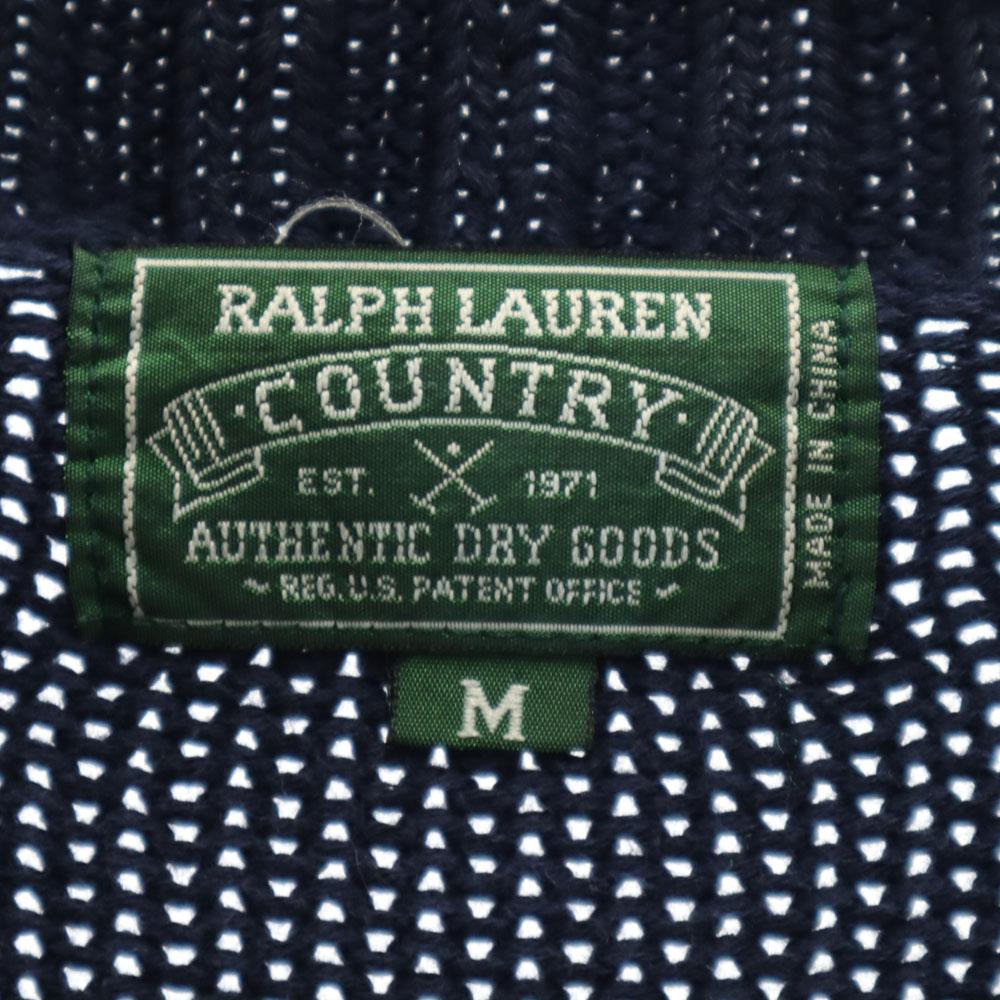 RALPH LAUREN
·COUNTRY·
EST. 1971
AUTHENTIC DRY GOODS
REG. U.S. PATENT OFFICE
MADE IN CHINA
M